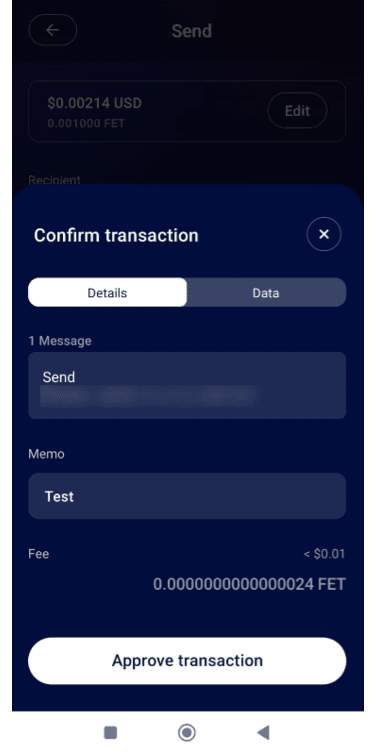 Send
$0.00214 USD
Edit
0.001000 FET
Recipient
Confirm transaction
Details
Data
1 Message
Send
Memo
Test
Fee
< $0.01
0.0000000000000024 FET
Approve transaction